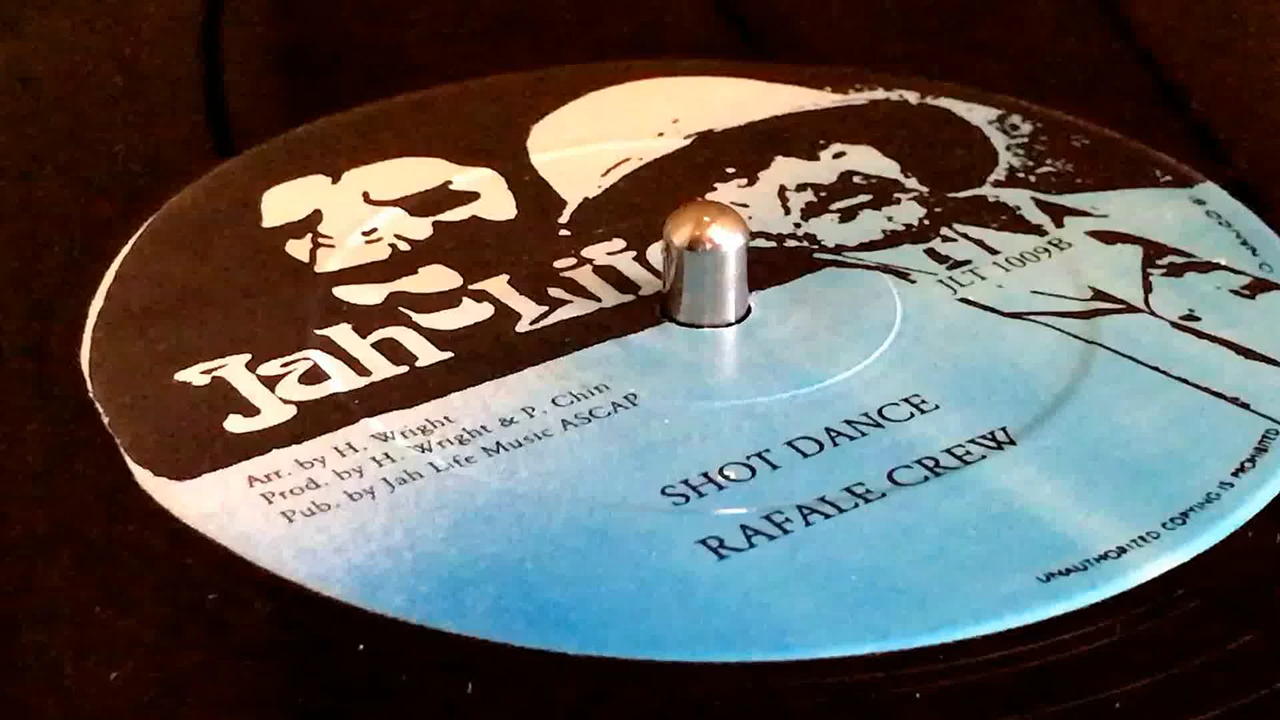 Jah Life
JLT 1009B
Arr. by H. Wright
Prod. by H. Wright & P. Chin
Pub. by Jah Life Music ASCAP
SHOT DANCE
RAFALE CREW
UNAUTHORIZED COPYING IS PROHIBITED